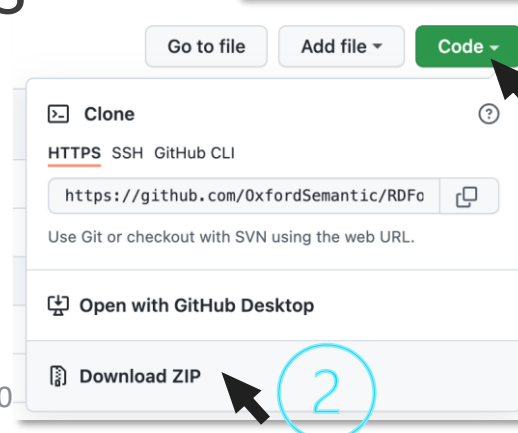 Go to file Add file Code
Clone
HTTPS SSH GitHub CLI
https://github.com/OxfordSemantic/RDFo
Use Git or checkout with SVN using the web URL.
Open with GitHub Desktop
Download ZIP
2